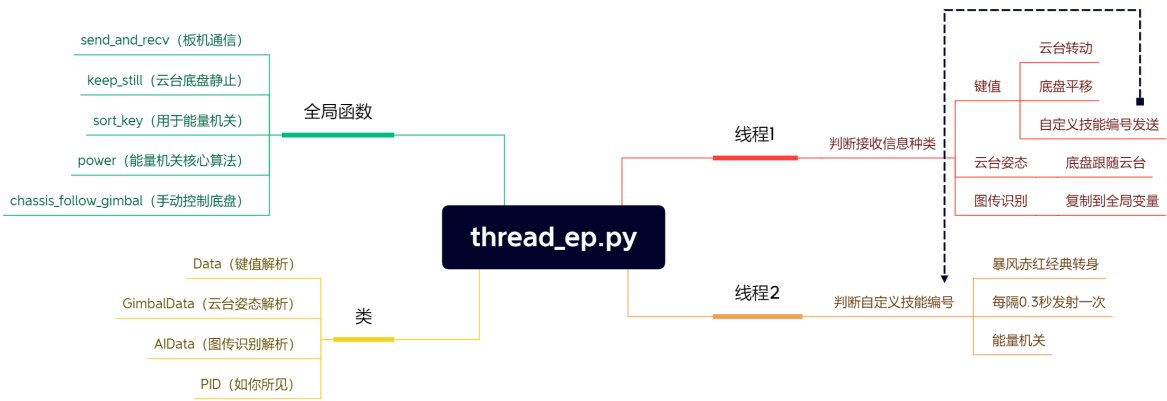 thread_ep.py
全局函数
send_and_recv（板机通信）
keep_still（云台底盘静止）
sort_key（用于能量机关）
power（能量机关核心算法）
chassis_follow_gimbal（手动控制底盘）
类
Data（键值解析）
GimbalData（云台姿态解析）
AIData（图传识别解析）
PID（如你所见）
线程1
判断接收信息种类
键值
云台转动
底盘平移
自定义技能编号发送
云台姿态
底盘跟随云台
图传识别
复制到全局变量
线程2
判断自定义技能编号
暴风赤红经典转身
每隔0.3秒发射一次
能量机关